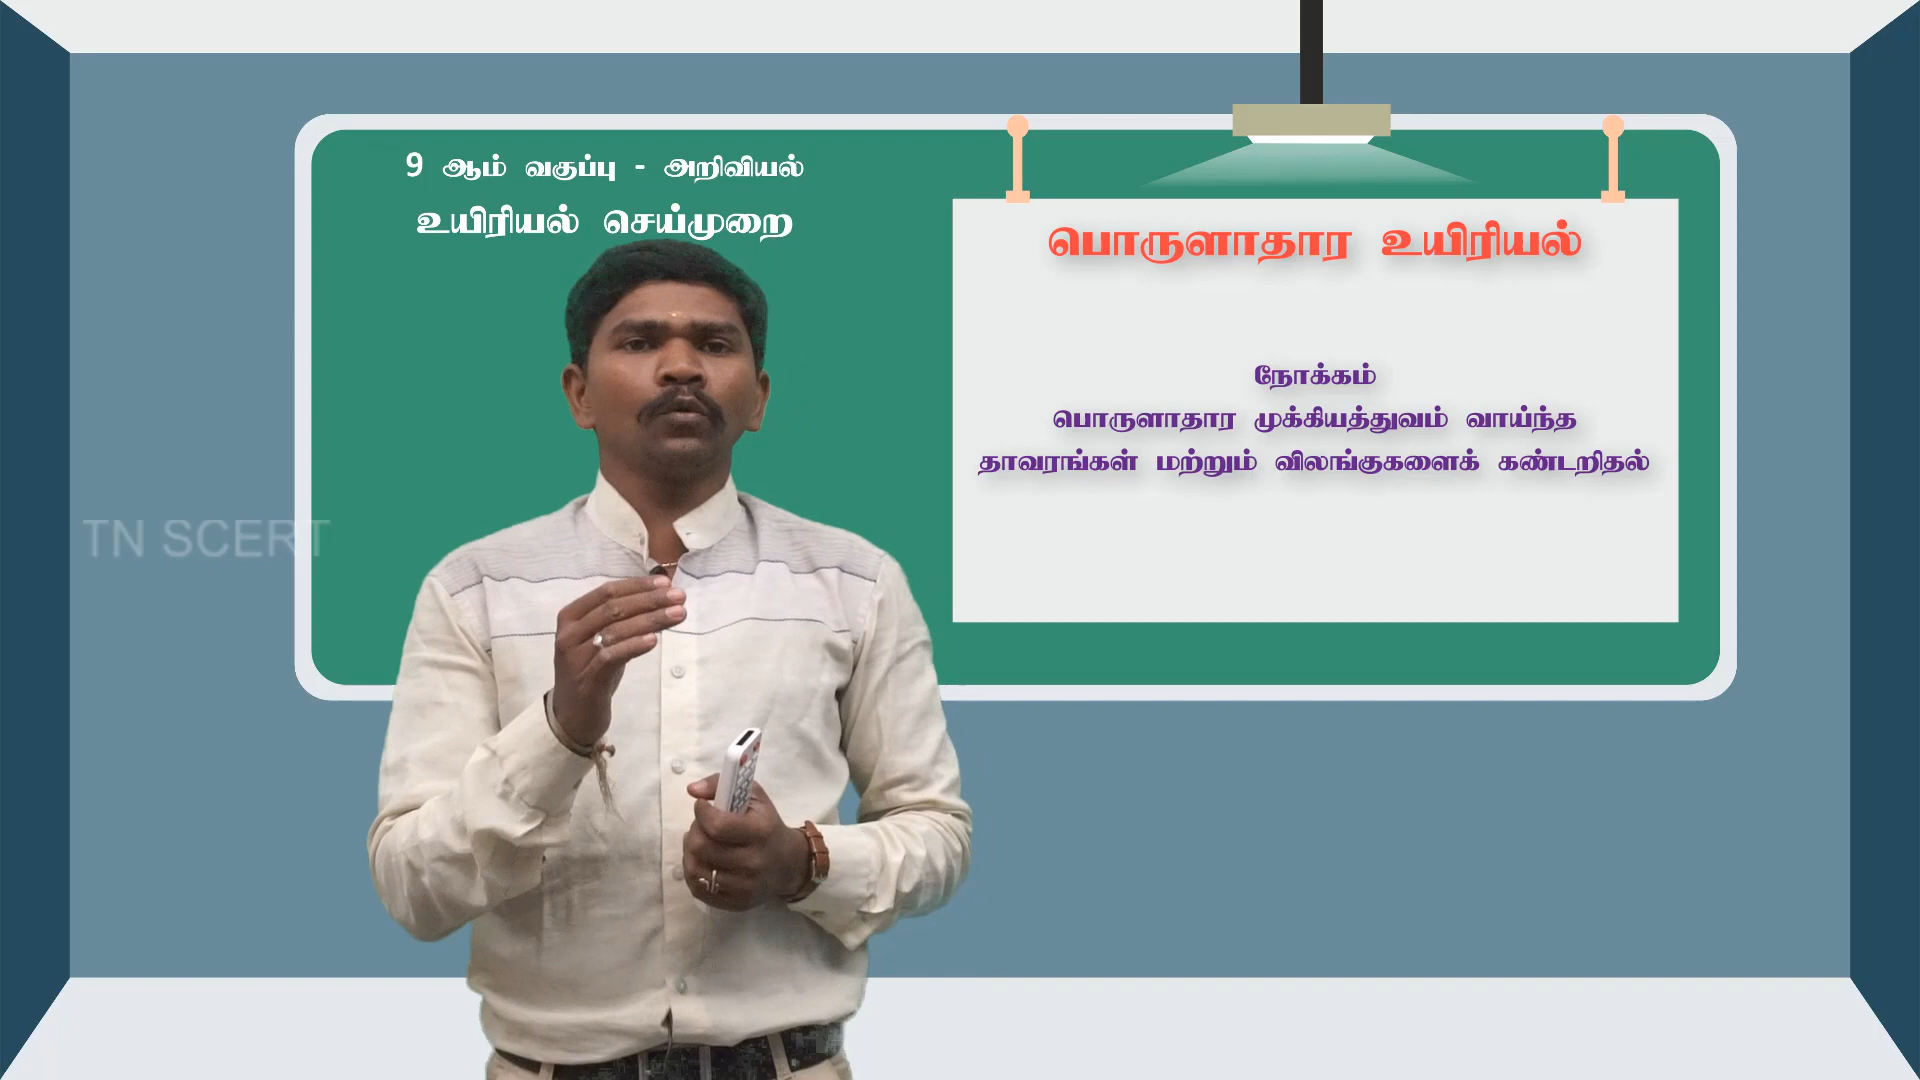 9 ஆம் வகுப்பு - அறிவியல்
உயிரியல் செய்முறை
பொருளாதார உயிரியல்
நோக்கம்
பொருளாதார முக்கியத்துவம் வாய்ந்த
தாவரங்கள் மற்றும் விலங்குகளைக் கண்டறிதல்
TN SCERT